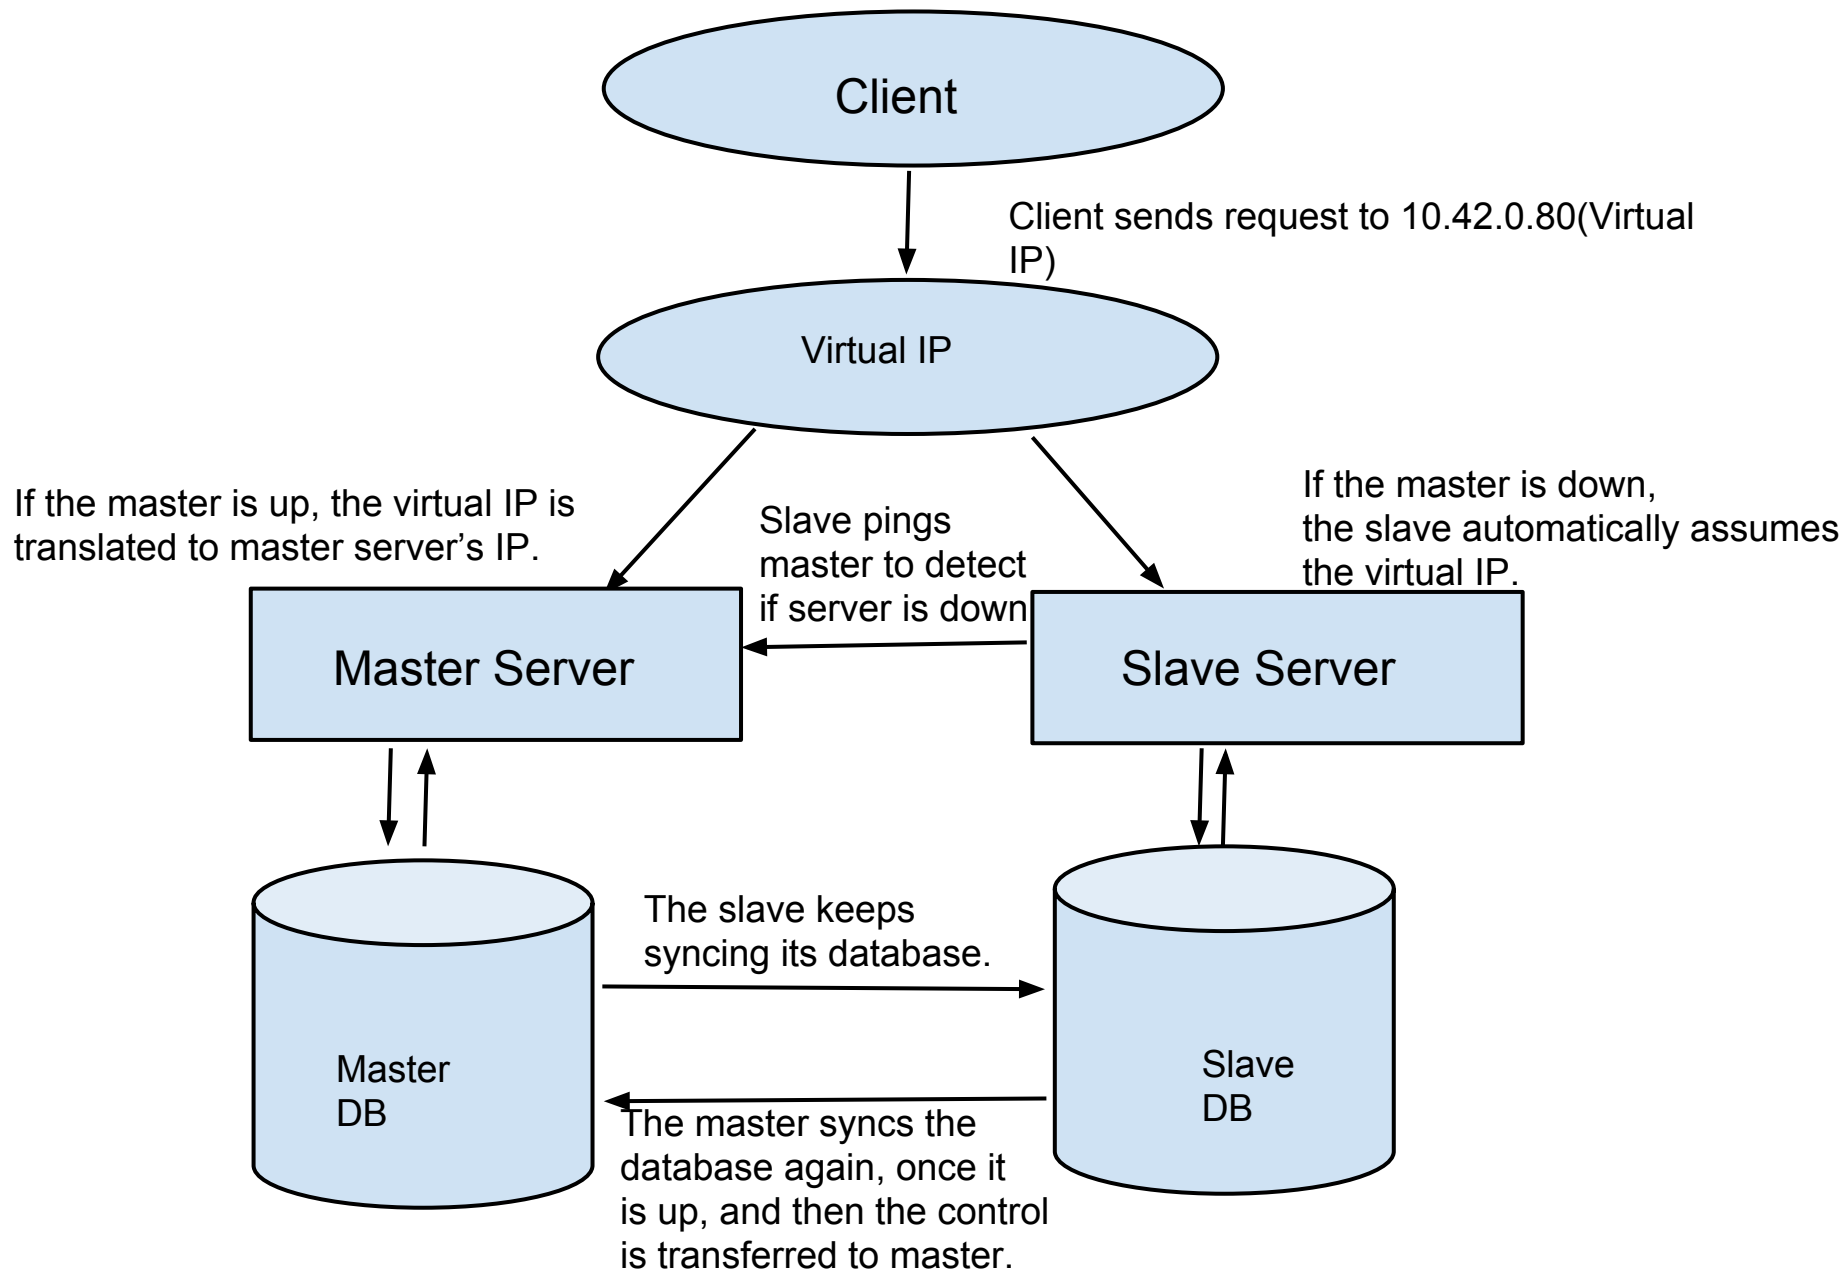 Client
Client sends request to 10.42.0.80(Virtual
IP)
Virtual IP
If the master is up, the virtual IP is
translated to master server’s IP.
Slave pings
master to detect
if server is down
If the master is down,
the slave automatically assumes
the virtual IP.
Master Server
Slave Server
The slave keeps
syncing its database.
Master
DB
Slave
DB
The master syncs the
database again, once it
is up, and then the control
is transferred to master.